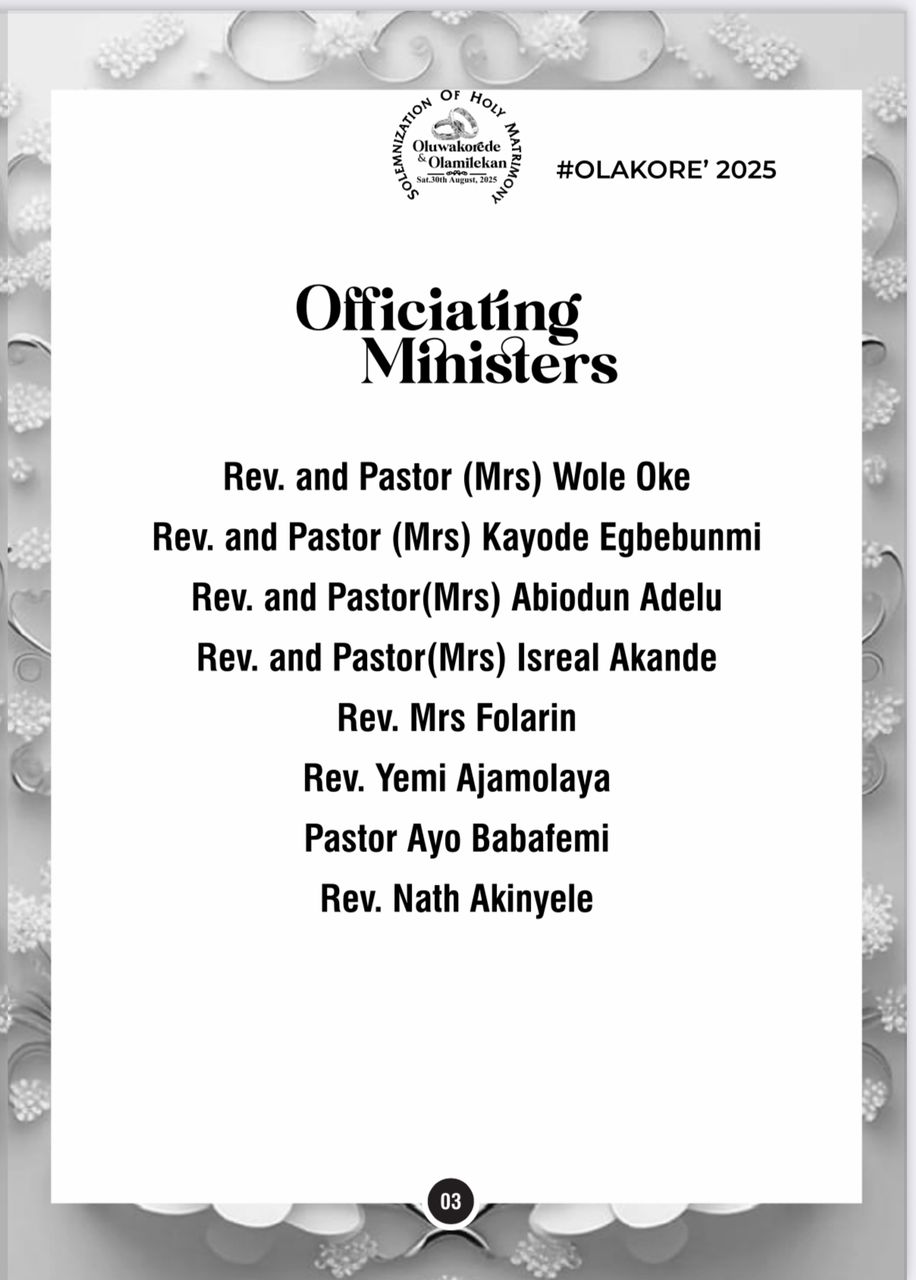 SOLEMNIZATION OF HOLY MATRIMONY
Oluwakorede
& Olamilekan
Sat.30th August, 2025
#OLAKORE’ 2025
Officiating
Ministers
Rev. and Pastor (Mrs) Wole Oke
Rev. and Pastor (Mrs) Kayode Egbebunmi
Rev. and Pastor(Mrs) Abiodun Adelu
Rev. and Pastor(Mrs) Isreal Akande
Rev. Mrs Folarin
Rev. Yemi Ajamolaya
Pastor Ayo Babafemi
Rev. Nath Akinyele
03